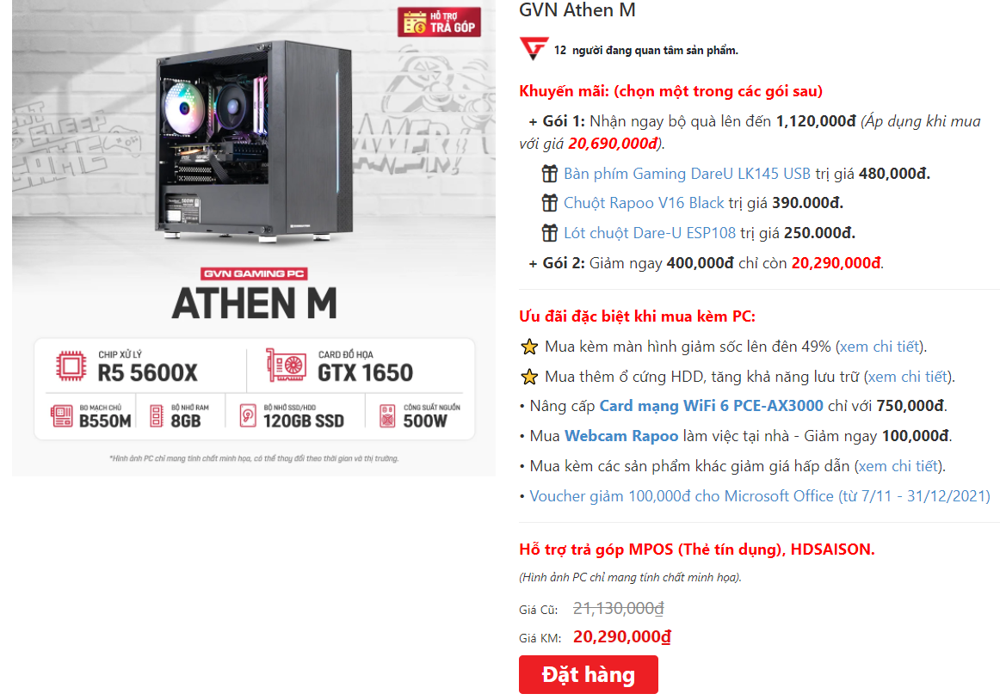 HỖ TRỢ
TRẢ GÓP
GVN GAMING PC
ATHEN M
CHIP XỬ LÝ
R5 5600X
CARD ĐỒ HỌA
GTX 1650
BO MẠCH CHỦ
B550M
BỘ NHỚ RAM
8GB
BỘ NHỚ SSD/HDD
120GB SSD
CÔNG SUẤT NGUỒN
500W
*Hình ảnh PC chỉ mang tính chất minh họa, có thể thay đổi theo thời gian và thị trường.
GVN Athen M
12 người đang quan tâm sản phẩm.
Khuyến mãi: (chọn một trong các gói sau)
+ Gói 1: Nhận ngay bộ quà lên đến 1,120,000đ (Áp dụng khi mua
với giá 20,690,000đ).
Bàn phím Gaming DareU LK145 USB trị giá 480,000đ.
Chuột Rapoo V16 Black trị giá 390.000đ.
Lót chuột Dare-U ESP108 trị giá 250.000đ.
+ Gói 2: Giảm ngay 400,000đ chỉ còn 20,290,000đ.
Ưu đãi đặc biệt khi mua kèm PC:
Mua kèm màn hình giảm sốc lên đên 49% (xem chi tiết).
Mua thêm ổ cứng HDD, tăng khả năng lưu trữ (xem chi tiết).
• Nâng cấp Card mạng WiFi 6 PCE-AX3000 chỉ với 750,000đ.
• Mua Webcam Rapoo làm việc tại nhà - Giảm ngay 100,000đ.
• Mua kèm các sản phẩm khác giảm giá hấp dẫn (xem chi tiết).
• Voucher giảm 100,000đ cho Microsoft Office (từ 7/11 - 31/12/2021)
Hỗ trợ trả góp MPOS (Thẻ tín dụng), HDSAISON.
(Hình ảnh PC chỉ mang tính chất minh họa).
Giá Cũ: 21,130,000₫
Giá KM: 20,290,000₫
Đặt hàng